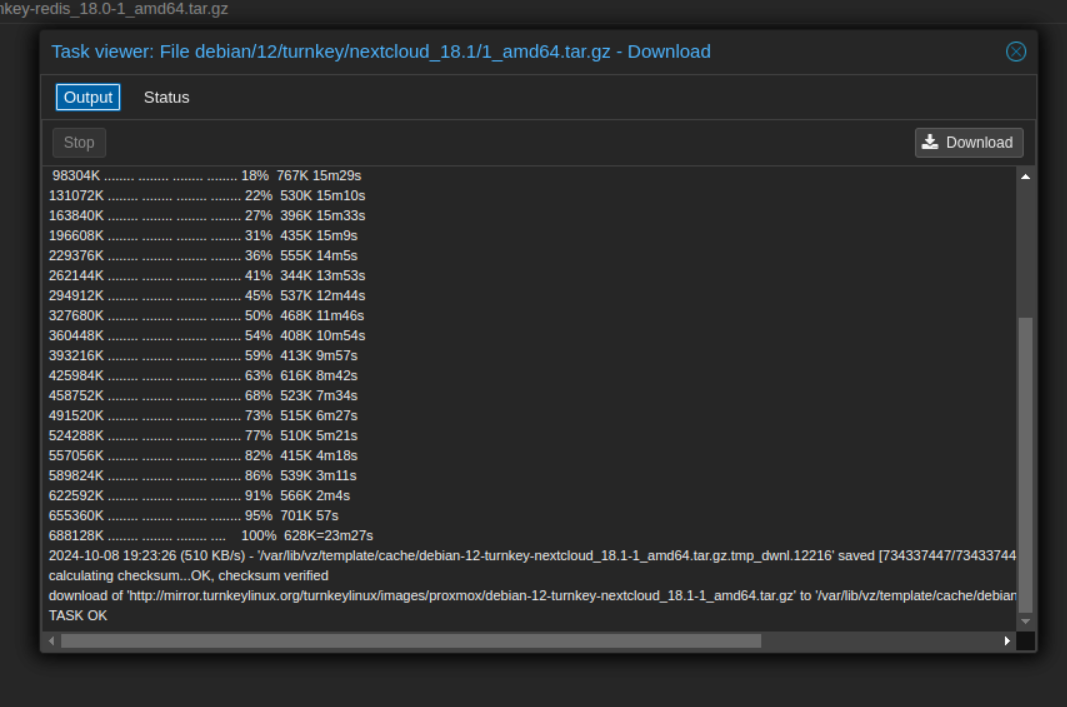 nkey-redis_18.0-1_amd64.tar.gz
Task viewer: File debian/12/turnkey/nextcloud_18.1/1_amd64.tar.gz - Download
Output Status
Stop Download
98304K ........ ........ ........ ........ 18% 767K 15m29s
131072K ........ ........ ........ ........ 22% 530K 15m10s
163840K ........ ........ ........ ........ 27% 396K 15m33s
196608K ........ ........ ........ ........ 31% 435K 15m9s
229376K ........ ........ ........ ........ 36% 555K 14m5s
262144K ........ ........ ........ ........ 41% 344K 13m53s
294912K ........ ........ ........ ........ 45% 537K 12m44s
327680K ........ ........ ........ ........ 50% 468K 11m46s
360448K ........ ........ ........ ........ 54% 408K 10m54s
393216K ........ ........ ........ ........ 59% 413K 9m57s
425984K ........ ........ ........ ........ 63% 616K 8m42s
458752K ........ ........ ........ ........ 68% 523K 7m34s
491520K ........ ........ ........ ........ 73% 515K 6m27s
524288K ........ ........ ........ ........ 77% 510K 5m21s
557056K ........ ........ ........ ........ 82% 415K 4m18s
589824K ........ ........ ........ ........ 86% 539K 3m11s
622592K ........ ........ ........ ........ 91% 566K 2m4s
655360K ........ ........ ........ ........ 95% 701K 57s
688128K ........ ........ ........ .... 100% 628K=23m27s
2024-10-08 19:23:26 (510 KB/s) - '/var/lib/vz/template/cache/debian-12-turnkey-nextcloud_18.1-1_amd64.tar.gz.tmp_dwnl.12216' saved [734337447/73433744
calculating checksum...OK, checksum verified
download of 'http://mirror.turnkeylinux.org/turnkeylinux/images/proxmox/debian-12-turnkey-nextcloud_18.1-1_amd64.tar.gz' to '/var/lib/vz/template/cache/debian
TASK OK